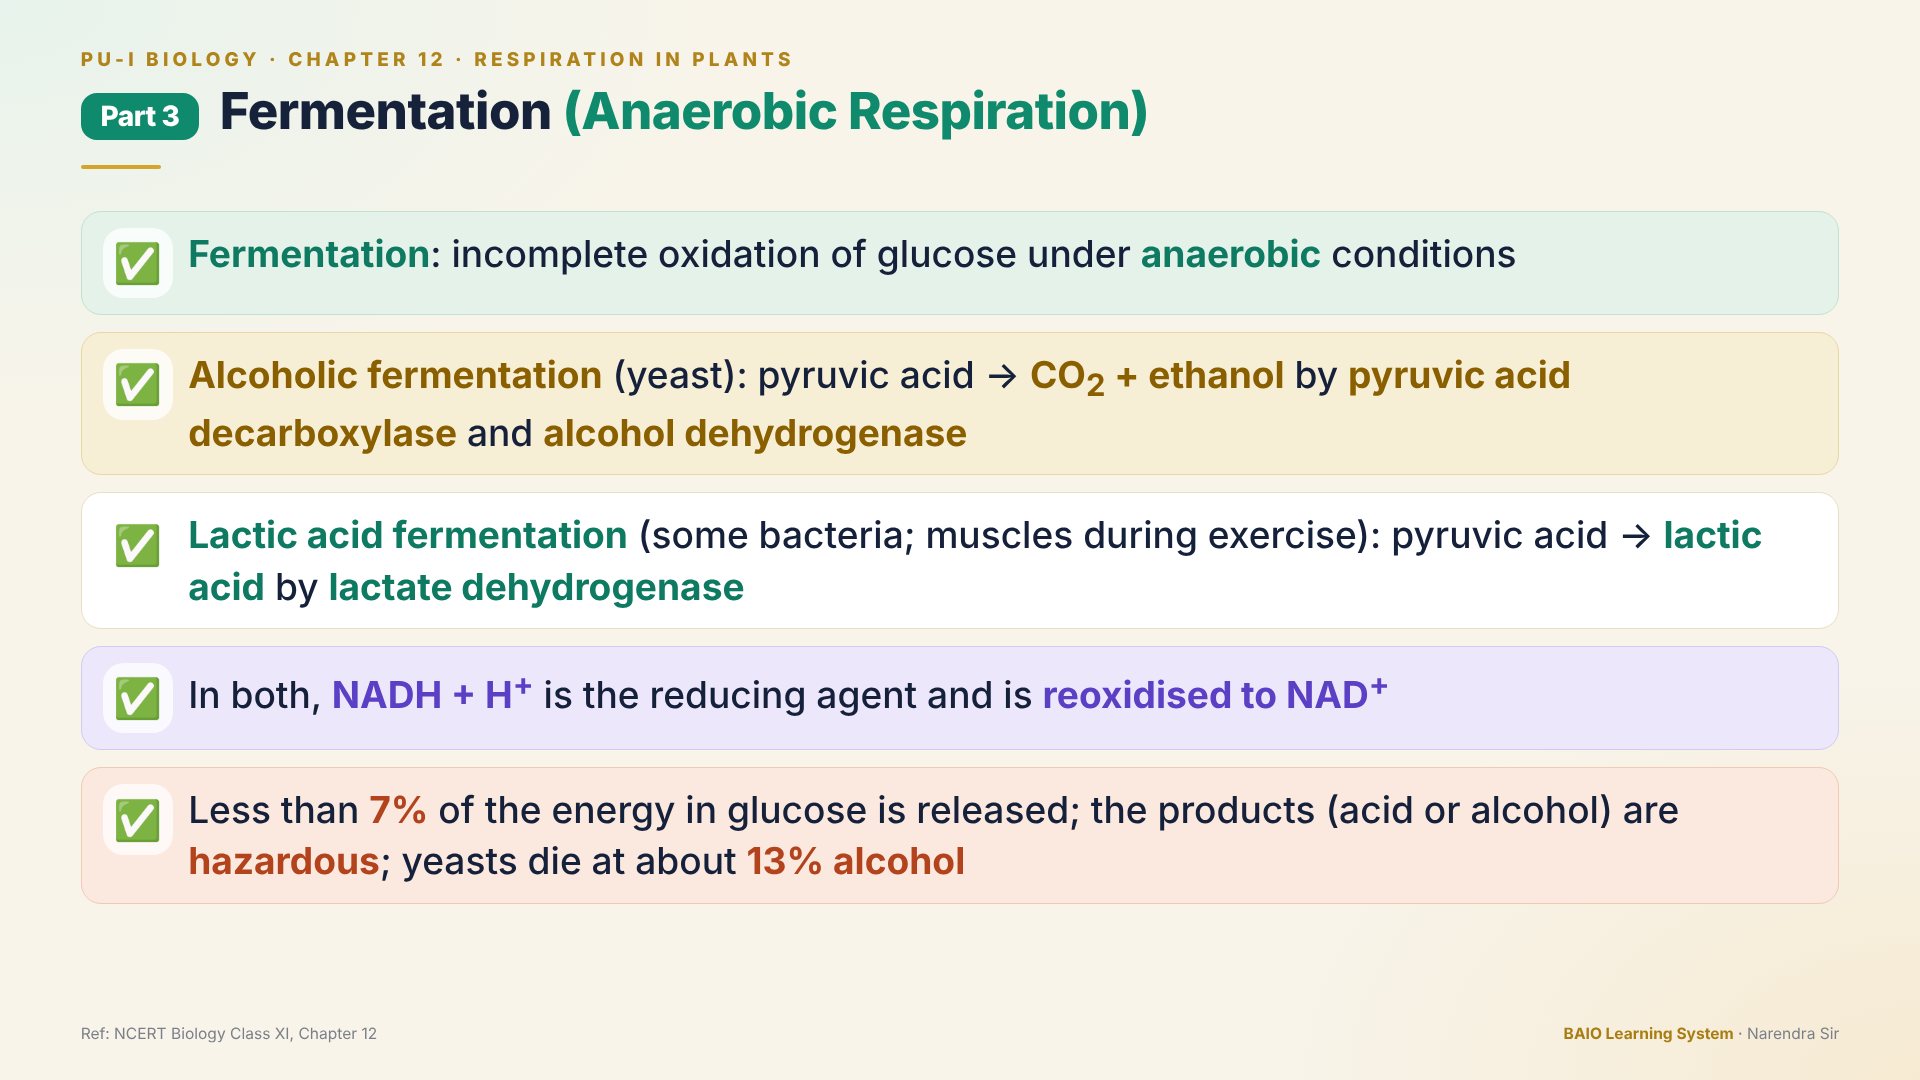 PU-I BIOLOGY · CHAPTER 12 · RESPIRATION IN PLANTS
Part 3 Fermentation (Anaerobic Respiration)
✅ Fermentation: incomplete oxidation of glucose under anaerobic conditions
✅ Alcoholic fermentation (yeast): pyruvic acid → CO₂ + ethanol by pyruvic acid
decarboxylase and alcohol dehydrogenase
✅ Lactic acid fermentation (some bacteria; muscles during exercise): pyruvic acid → lactic
acid by lactate dehydrogenase
✅ In both, NADH + H⁺ is the reducing agent and is reoxidised to NAD⁺
✅ Less than 7% of the energy in glucose is released; the products (acid or alcohol) are
hazardous; yeasts die at about 13% alcohol
Ref: NCERT Biology Class XI, Chapter 12
BAIO Learning System · Narendra Sir